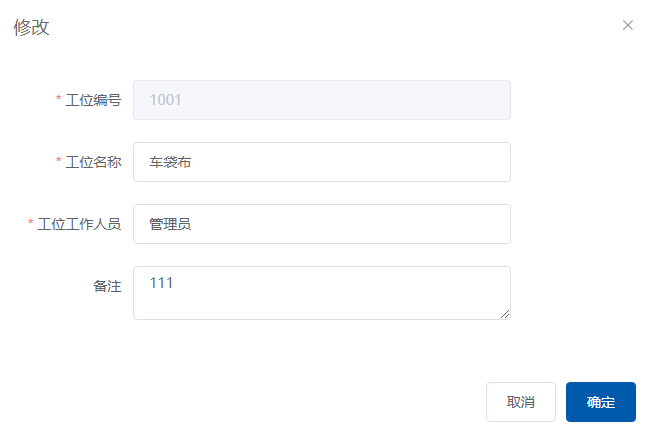 修改
* 工位编号 1001
* 工位名称 车袋布
* 工位工作人员 管理员
备注 111
取消 确定